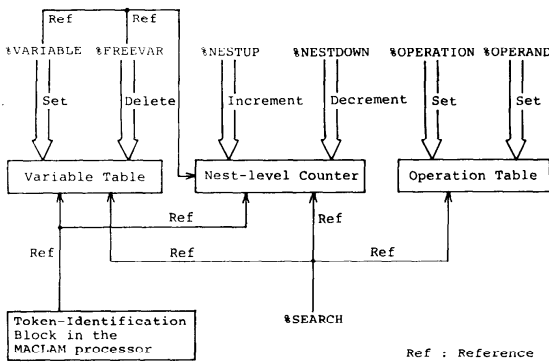 Ref Ref
%VARIABLE %FREEVAR %NESTUP %NESTDOWN %OPERATION %OPERAND
Set Delete Increment Decrement Set Set
Variable Table Nest-level Counter Operation Table
Ref Ref
Ref Ref Ref
%SEARCH
Token-Identification
Block in the
MACLAM processor
Ref : Reference